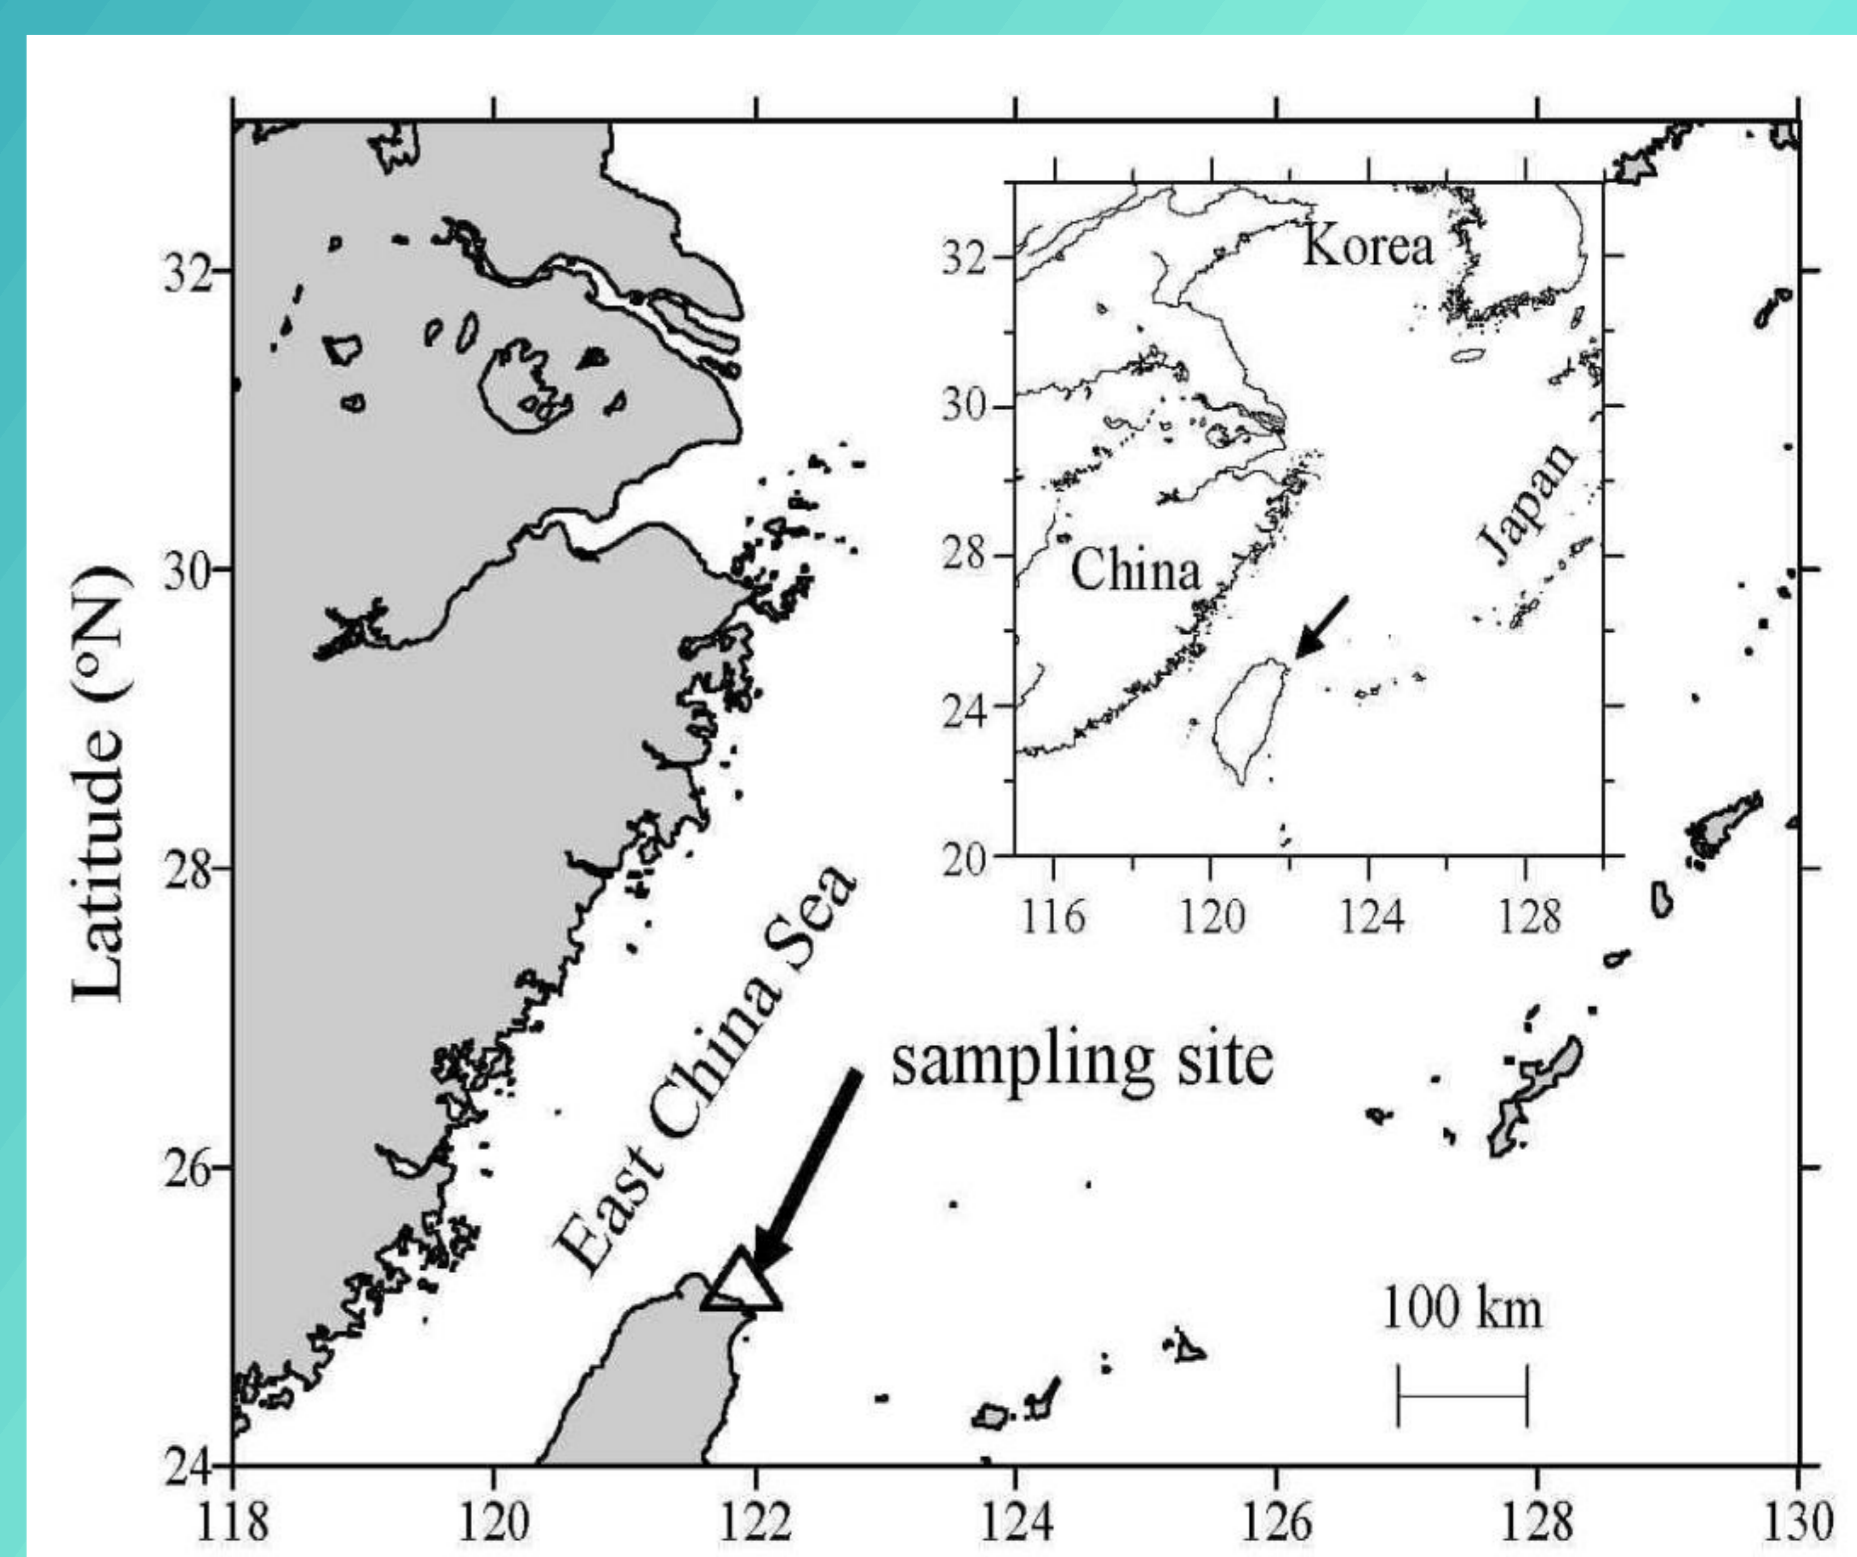 32
30
28
26
24
Latitude (°N)
118 120 122 124 126 128 130
East China Sea
sampling site
100 km
32
30
28
24
20
116 120 124 128
Korea
Japan
China